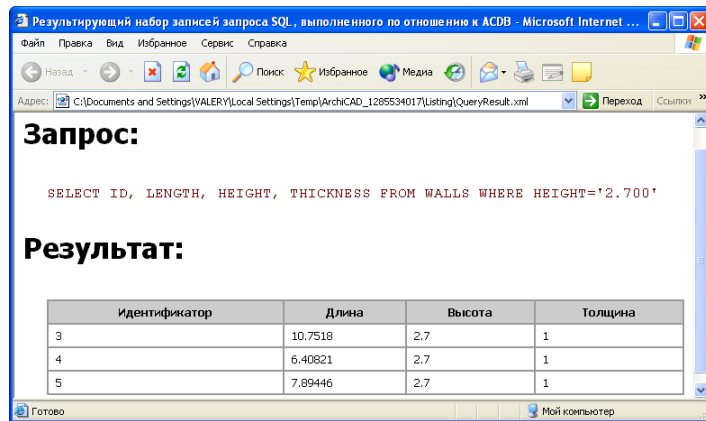 Результирующий набор записей запроса SQL, выполненного по отношению к ACDB - Microsoft Internet ...
Файл Правка Вид Избранное Сервис Справка
Назад Поиск Избранное Медиа
Адрес: C:\Documents and Settings\VALERY\Local Settings\Temp\ArchiCAD_1285534017\Listing\QueryResult.xml Переход Ссылки »
Запрос:
SELECT ID, LENGTH, HEIGHT, THICKNESS FROM WALLS WHERE HEIGHT='2.700'
Результат:
Идентификатор Длина Высота Толщина
3 10.7518 2.7 1
4 6.40821 2.7 1
5 7.89446 2.7 1
Готово Мой компьютер